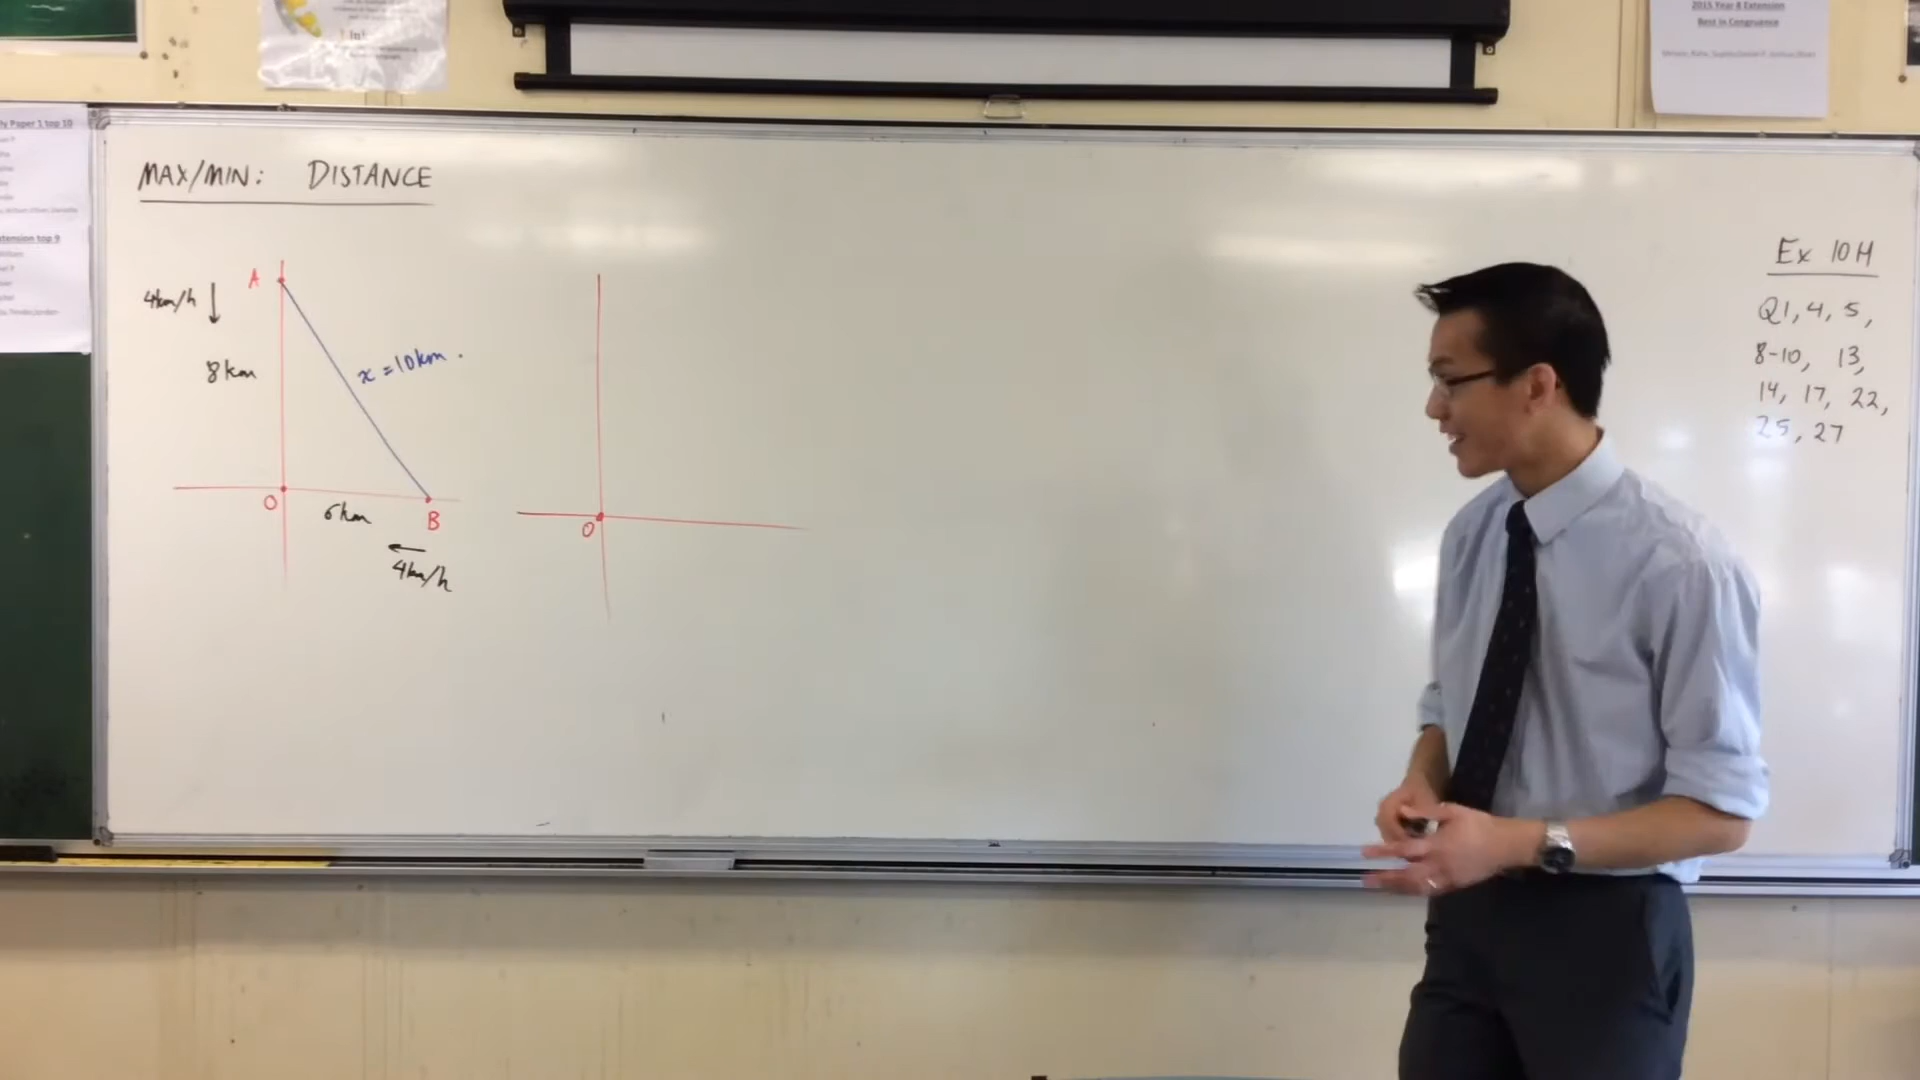 2015 Year 8 Extension
Best in Congruence
Paper 1 top 10
tension top 9
MAX/MIN: DISTANCE
Ex 10H
Q1, 4, 5,
8-10, 13,
14, 17, 22,
25, 27
A
4km/h
8km
x = 10km.
O
6km
B
4km/h
O